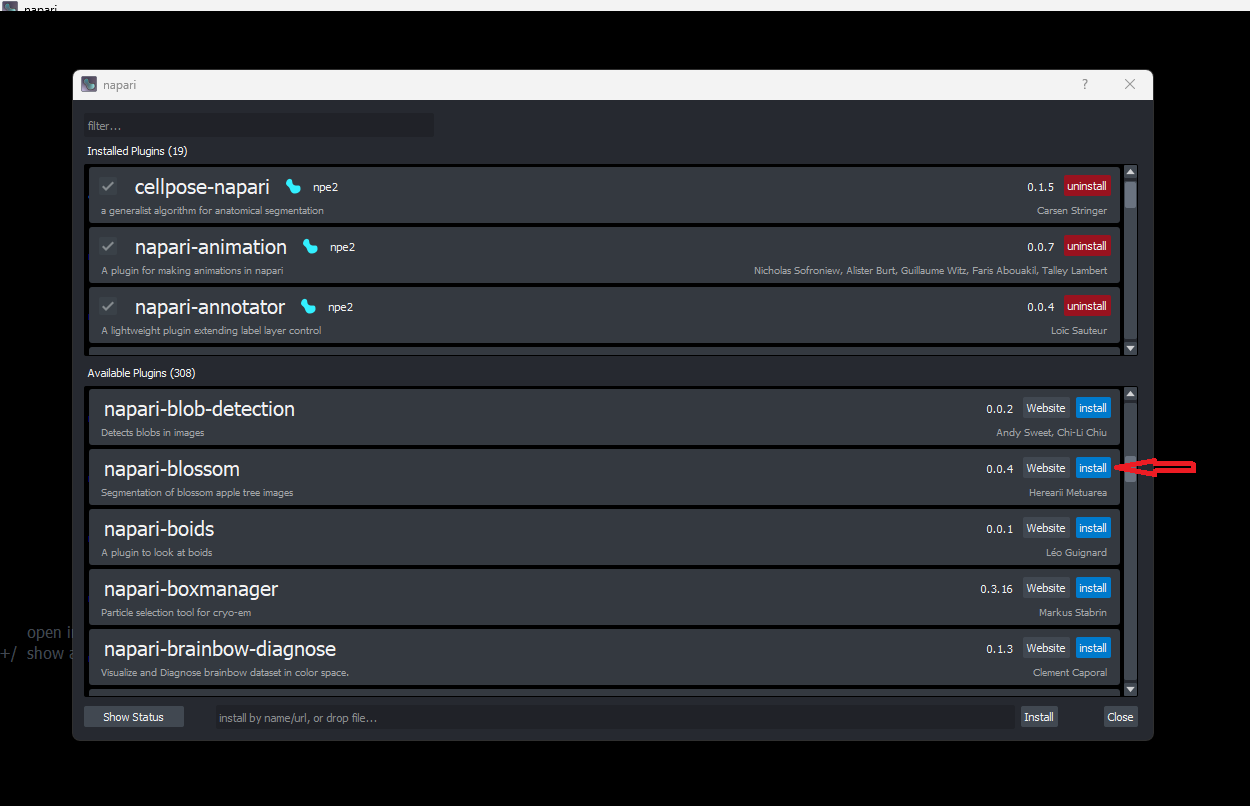 napari
napari ?
filter...
Installed Plugins (19)
cellpose-napari npe2 0.1.5 uninstall
a generalist algorithm for anatomical segmentation Carsen Stringer
napari-animation npe2 0.0.7 uninstall
A plugin for making animations in napari Nicholas Sofroniew, Alister Burt, Guillaume Witz, Faris Abouakil, Talley Lambert
napari-annotator npe2 0.0.4 uninstall
A lightweight plugin extending label layer control Loïc Sauteur
Available Plugins (308)
napari-blob-detection 0.0.2 Website install
Detects blobs in images Andy Sweet, Chi-Li Chiu
napari-blossom 0.0.4 Website install
Segmentation of blossom apple tree images Herearii Metuarea
napari-boids 0.0.1 Website install
A plugin to look at boids Léo Guignard
napari-boxmanager 0.3.16 Website install
Particle selection tool for cryo-em Markus Stabrin
open
napari-brainbow-diagnose 0.1.3 Website install
+/ show
Visualize and Diagnose brainbow dataset in color space. Clement Caporal
Show Status install by name/url, or drop file... Install Close